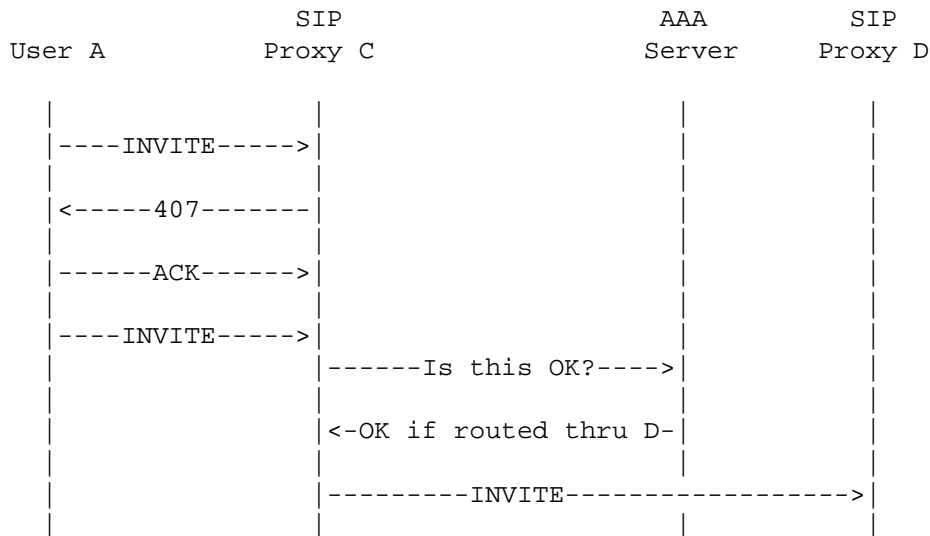 SIP AAA SIP
User A Proxy C Server Proxy D
|----INVITE----->|
|<-----407-------|
|------ACK------>|
|----INVITE----->|
|------Is this OK?---->|
|<-OK if routed thru D-|
|---------INVITE------------------>|